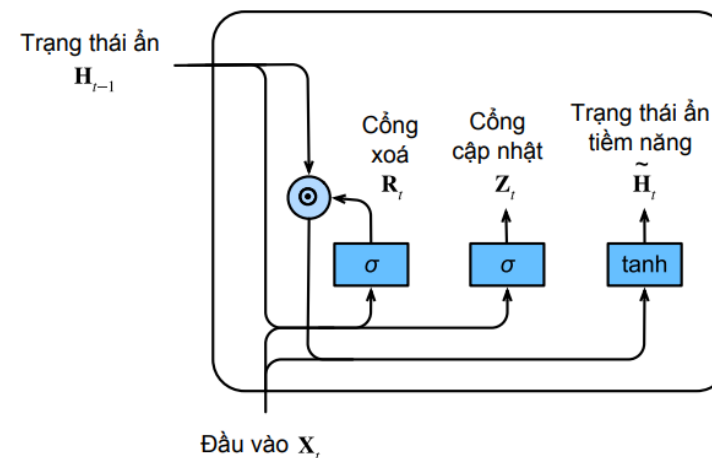 Trạng thái ẩn
H_{t-1}
Cổng
xoá
R_t
Cổng
cập nhật
Z_t
Trạng thái ẩn
tiềm năng
H̃_t
⊙
σ
σ
tanh
Đầu vào X_t